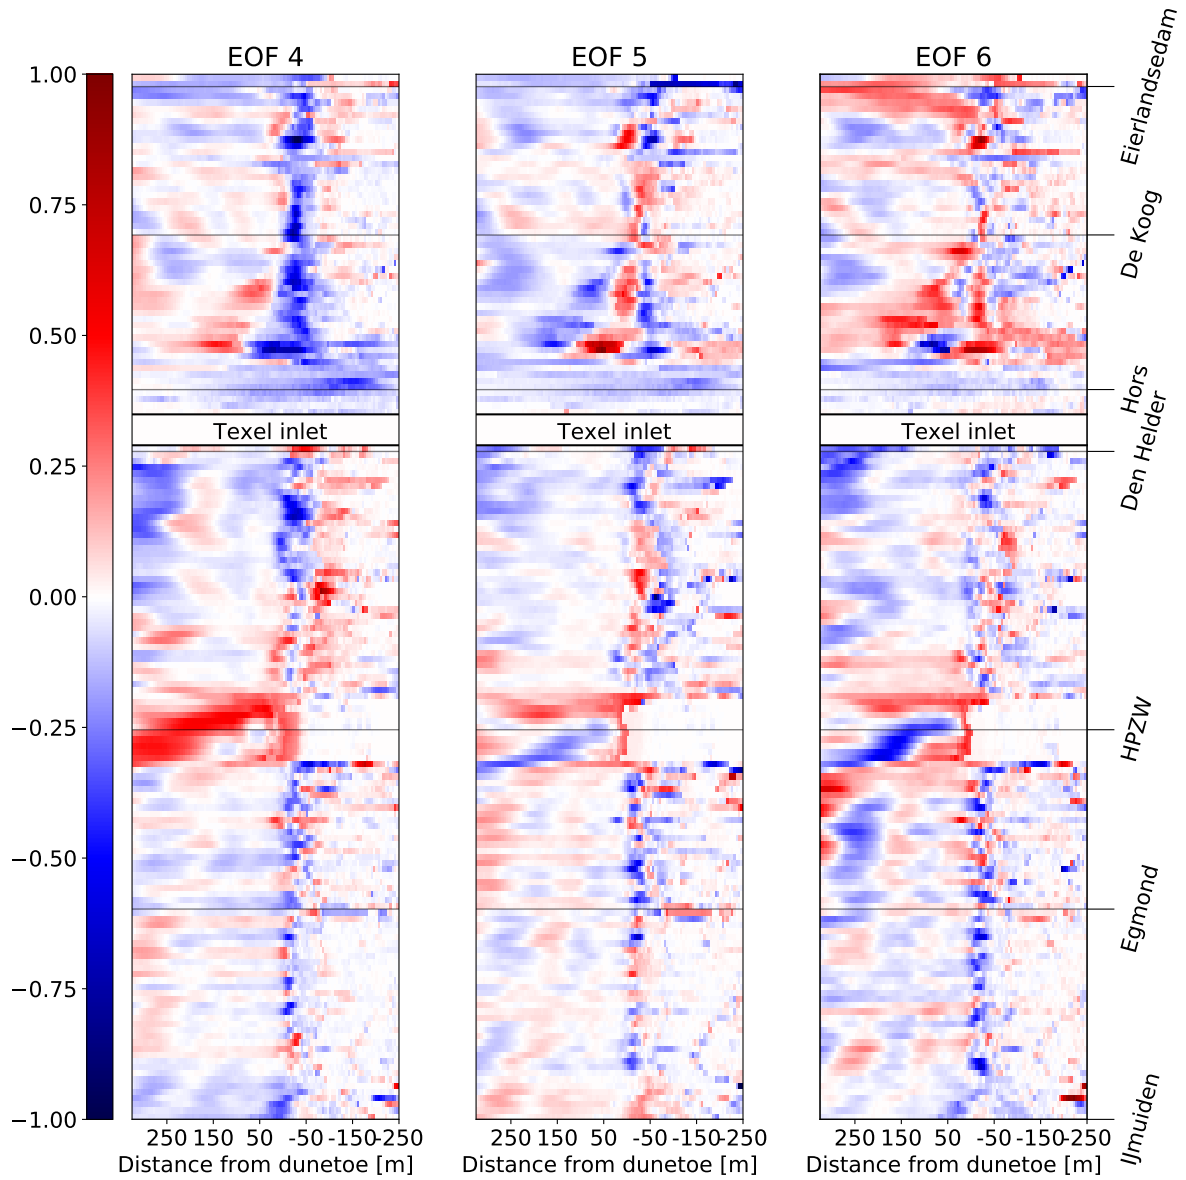 EOF 4
EOF 5
EOF 6
1.00
0.75
0.50
0.25
0.00
−0.25
−0.50
−0.75
−1.00
Texel inlet
Texel inlet
Texel inlet
Eierlandsedam
De Koog
Hors
Den Helder
HPZW
Egmond
IJmuiden
250 150 50 -50 -150 -250
250 150 50 -50 -150 -250
250 150 50 -50 -150 -250
Distance from dunetoe [m]
Distance from dunetoe [m]
Distance from dunetoe [m]